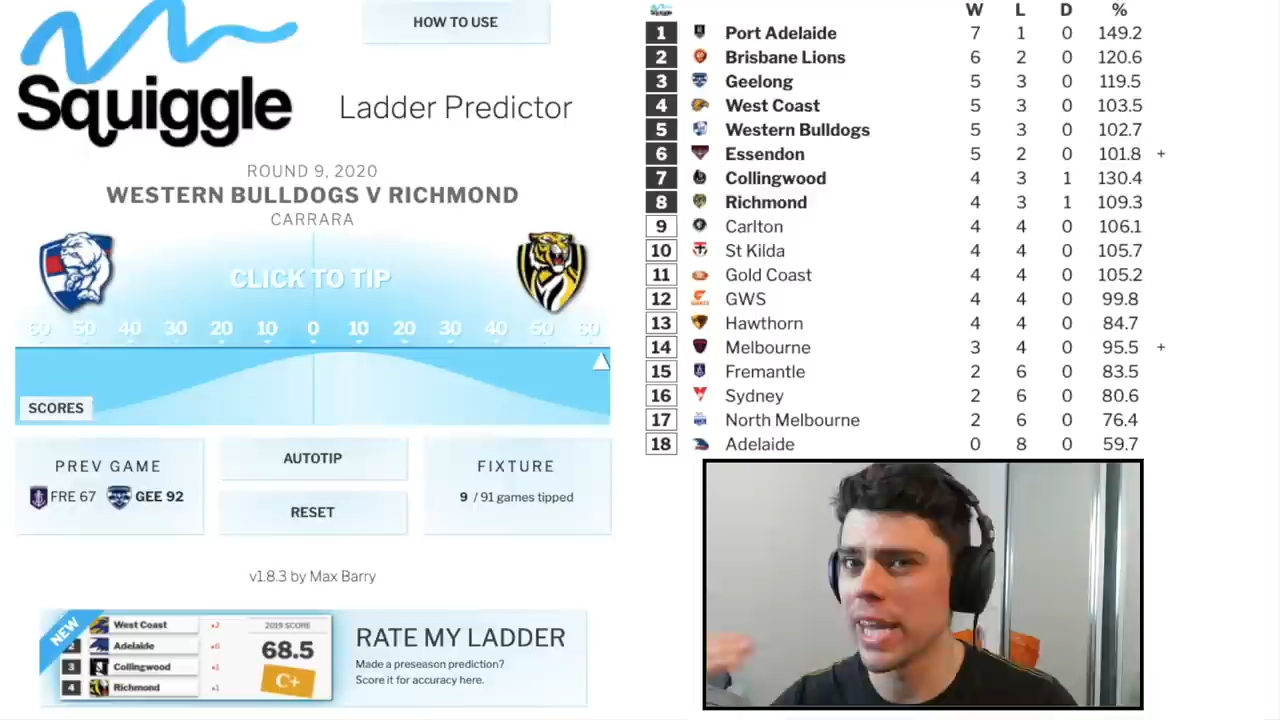 Squiggle
Ladder Predictor
HOW TO USE
ROUND 9, 2020
WESTERN BULLDOGS V RICHMOND
CARRARA
CLICK TO TIP
60 50 40 30 20 10 0 10 20 30 40 50 60
SCORES
PREV GAME
FRE 67 GEE 92
AUTOTIP
RESET
FIXTURE
9 / 91 games tipped
v1.8.3 by Max Barry
NEW
West Coast
2 Adelaide
3 Collingwood
4 Richmond
2019 SCORE
68.5
C+
RATE MY LADDER
Made a preseason prediction?
Score it for accuracy here.
W L D %
1 Port Adelaide 7 1 0 149.2
2 Brisbane Lions 6 2 0 120.6
3 Geelong 5 3 0 119.5
4 West Coast 5 3 0 103.5
5 Western Bulldogs 5 3 0 102.7
6 Essendon 5 2 0 101.8 +
7 Collingwood 4 3 1 130.4
8 Richmond 4 3 1 109.3
9 Carlton 4 4 0 106.1
10 St Kilda 4 4 0 105.7
11 Gold Coast 4 4 0 105.2
12 GWS 4 4 0 99.8
13 Hawthorn 4 4 0 84.7
14 Melbourne 3 4 0 95.5 +
15 Fremantle 2 6 0 83.5
16 Sydney 2 6 0 80.6
17 North Melbourne 2 6 0 76.4
18 Adelaide 0 8 0 59.7